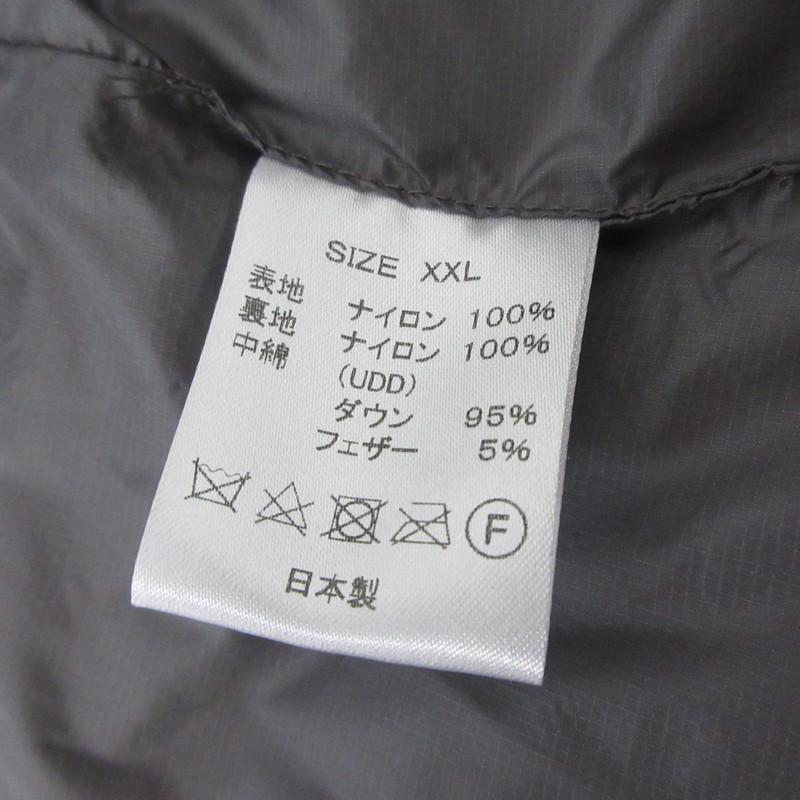 SIZE XXL
表地 ナイロン 100%
裏地 ナイロン 100%
中綿
(UDD)
ダウン 95%
フェザー 5%
F
日本製